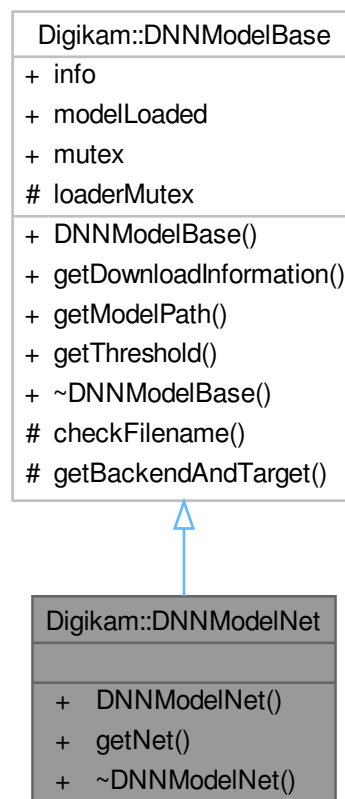 Digikam::DNNModelBase
+ info
+ modelLoaded
+ mutex
# loaderMutex
+ DNNModelBase()
+ getDownloadInformation()
+ getModelPath()
+ getThreshold()
+ ~DNNModelBase()
# checkFilename()
# getBackendAndTarget()
Digikam::DNNModelNet
+ DNNModelNet()
+ getNet()
+ ~DNNModelNet()